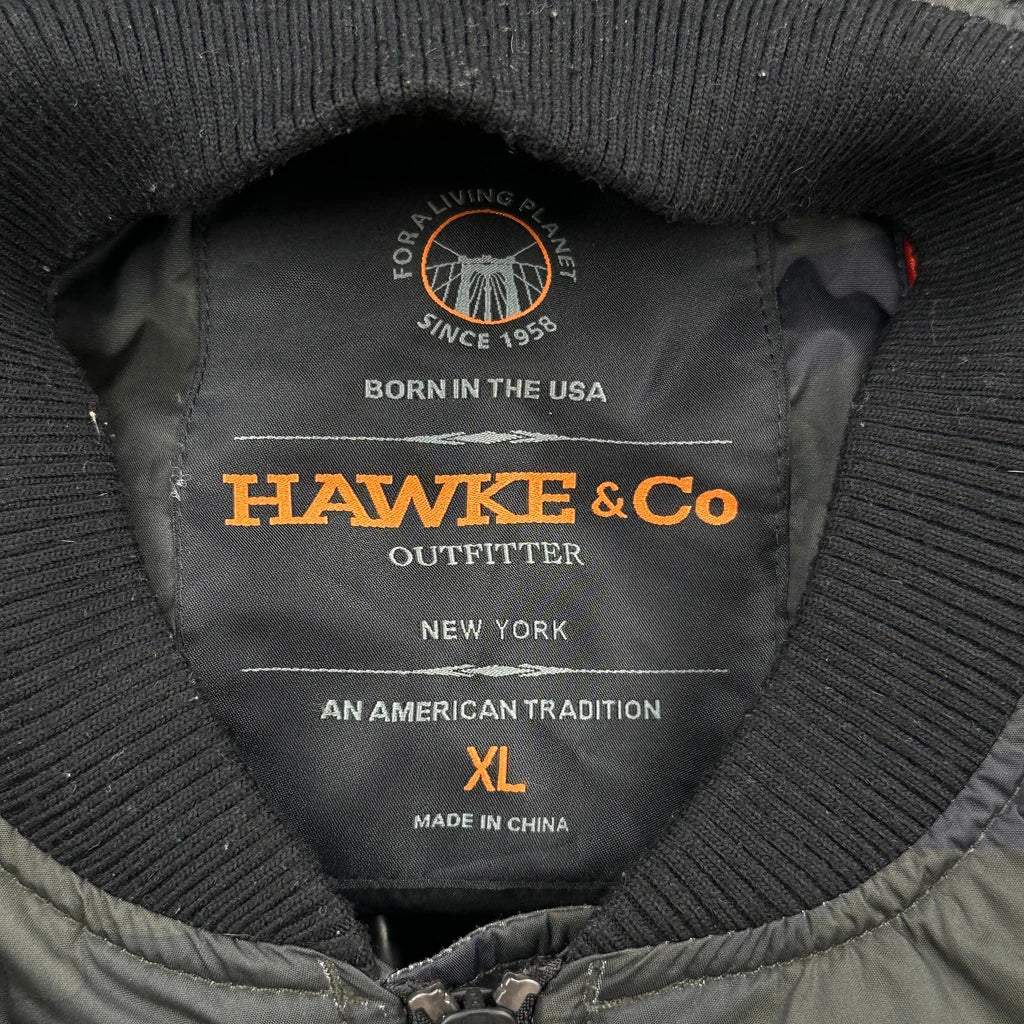 FOR A LIVING PLANET
SINCE 1958
BORN IN THE USA
HAWKE & Co
OUTFITTER
NEW YORK
AN AMERICAN TRADITION
XL
MADE IN CHINA